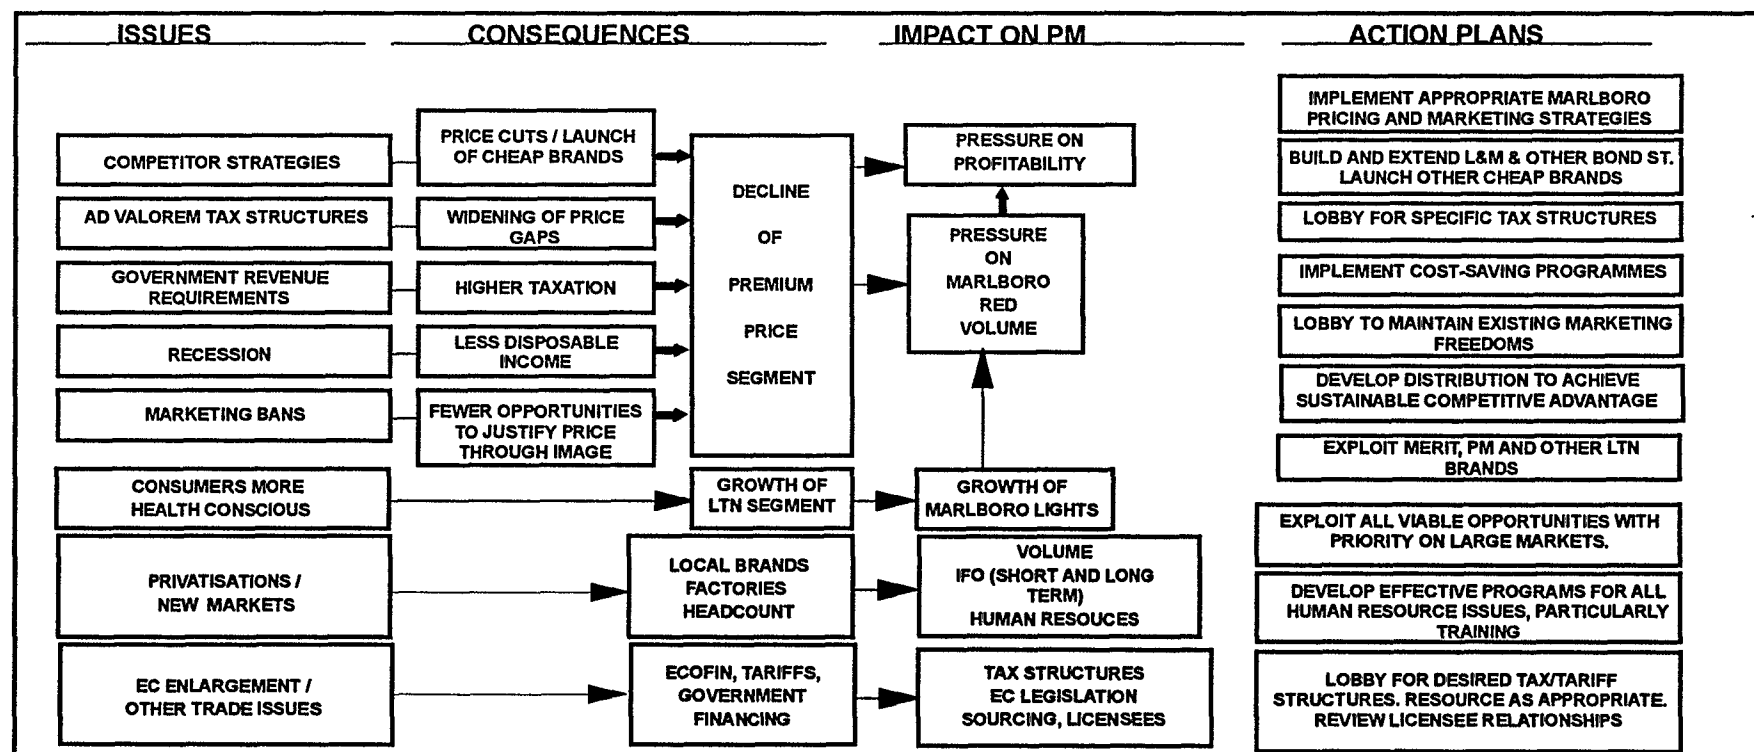 ISSUES
CONSEQUENCES
IMPACT ON PM
ACTION PLANS
COMPETITOR STRATEGIES
AD VALOREM TAX STRUCTURES
GOVERNMENT REVENUE
REQUIREMENTS
RECESSION
MARKETING BANS
CONSUMERS MORE
HEALTH CONSCIOUS
PRIVATISATIONS /
NEW MARKETS
EC ENLARGEMENT /
OTHER TRADE ISSUES
PRICE CUTS / LAUNCH
OF CHEAP BRANDS
WIDENING OF PRICE
GAPS
HIGHER TAXATION
LESS DISPOSABLE
INCOME
FEWER OPPORTUNITIES
TO JUSTIFY PRICE
THROUGH IMAGE
DECLINE
OF
PREMIUM
PRICE
SEGMENT
GROWTH OF
LTN SEGMENT
LOCAL BRANDS
FACTORIES
HEADCOUNT
ECOFIN, TARIFFS,
GOVERNMENT
FINANCING
PRESSURE ON
PROFITABILITY
PRESSURE
ON
MARLBORO
RED
VOLUME
GROWTH OF
MARLBORO LIGHTS
VOLUME
IFO (SHORT AND LONG
TERM)
HUMAN RESOUCES
TAX STRUCTURES
EC LEGISLATION
SOURCING, LICENSEES
IMPLEMENT APPROPRIATE MARLBORO
PRICING AND MARKETING STRATEGIES
BUILD AND EXTEND L&M & OTHER BOND ST.
LAUNCH OTHER CHEAP BRANDS
LOBBY FOR SPECIFIC TAX STRUCTURES
IMPLEMENT COST-SAVING PROGRAMMES
LOBBY TO MAINTAIN EXISTING MARKETING
FREEDOMS
DEVELOP DISTRIBUTION TO ACHIEVE
SUSTAINABLE COMPETITIVE ADVANTAGE
EXPLOIT MERIT, PM AND OTHER LTN
BRANDS
EXPLOIT ALL VIABLE OPPORTUNITIES WITH
PRIORITY ON LARGE MARKETS.
DEVELOP EFFECTIVE PROGRAMS FOR ALL
HUMAN RESOURCE ISSUES, PARTICULARLY
TRAINING
LOBBY FOR DESIRED TAX/TARIFF
STRUCTURES. RESOURCE AS APPROPRIATE.
REVIEW LICENSEE RELATIONSHIPS